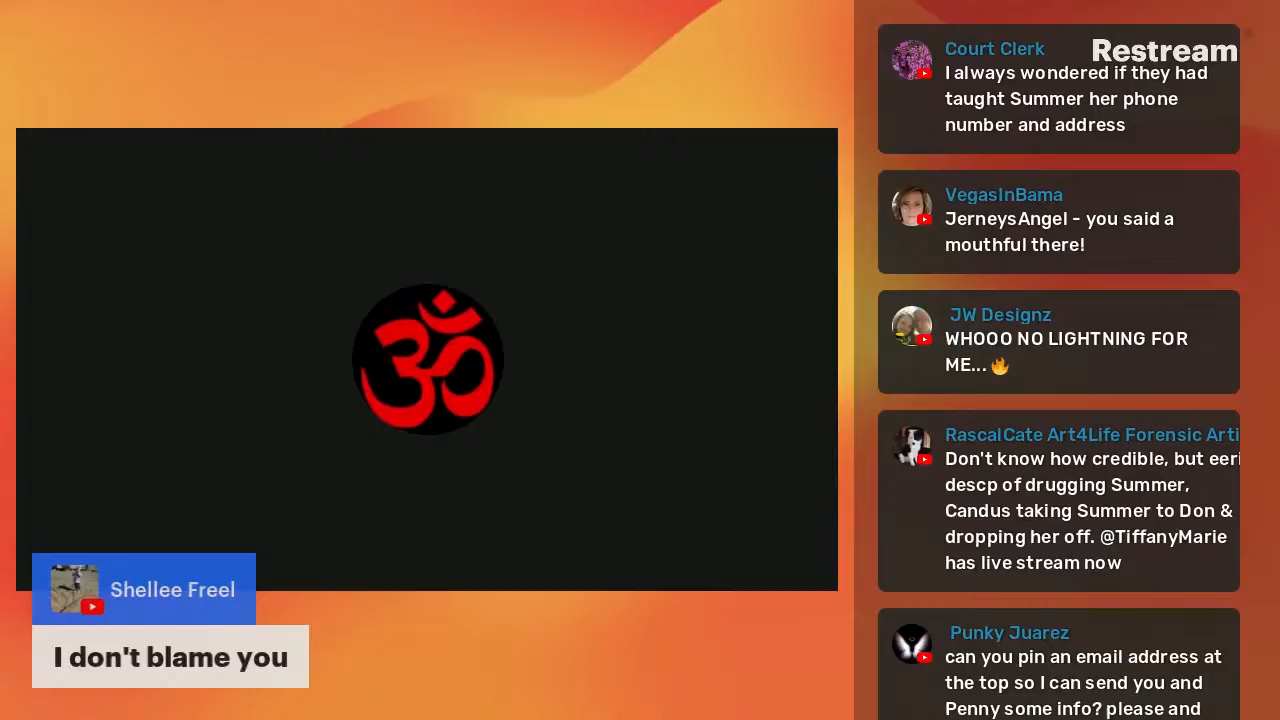 Restream
Court Clerk
I always wondered if they had
taught Summer her phone
number and address
VegasInBama
JerneysAngel - you said a
mouthful there!
JW Designz
WHOOO NO LIGHTNING FOR
ME...🔥
RascalCate Art4Life Forensic Arti
Don't know how credible, but eeri
descp of drugging Summer,
Candus taking Summer to Don &
dropping her off. @TiffanyMarie
has live stream now
Punky Juarez
can you pin an email address at
the top so I can send you and
Penny some info? please and
ॐ
Shellee Freel
I don't blame you